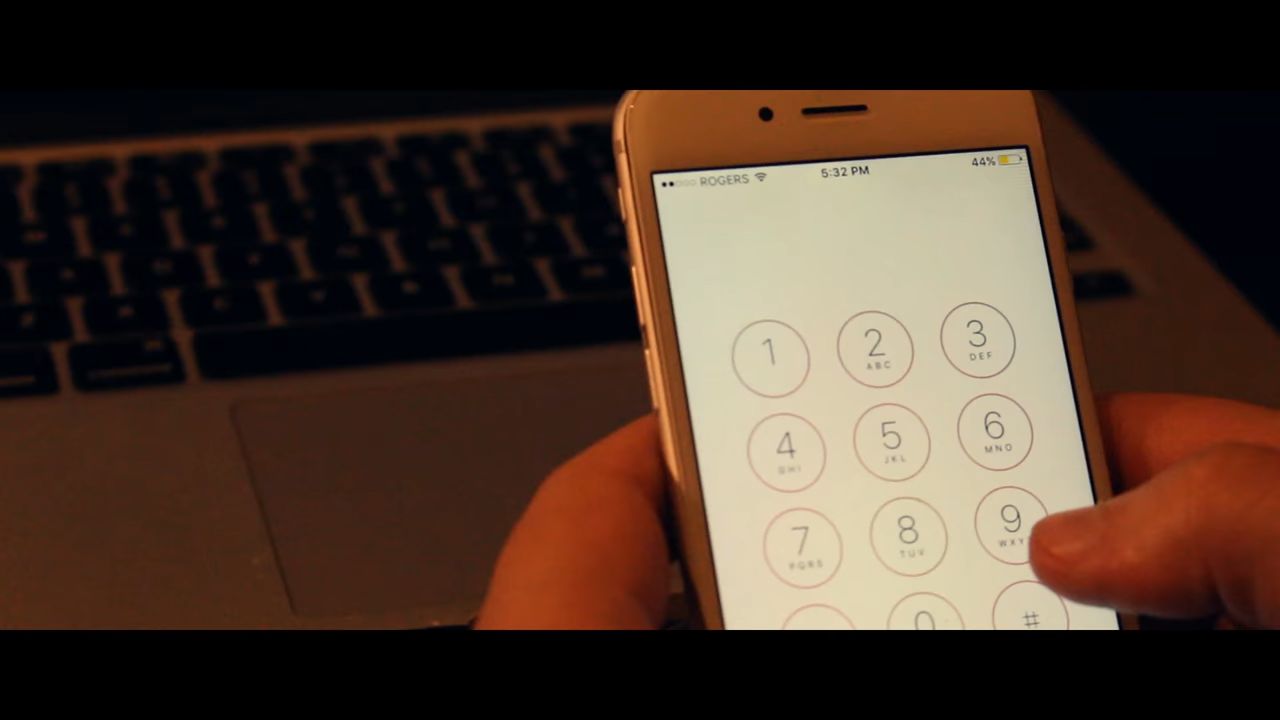 ROGERS 5:32 PM 44%
1 2 3
ABC DEF
4 5 6
GHI JKL MNO
7 8 9
PQRS TUV WXY
0 #